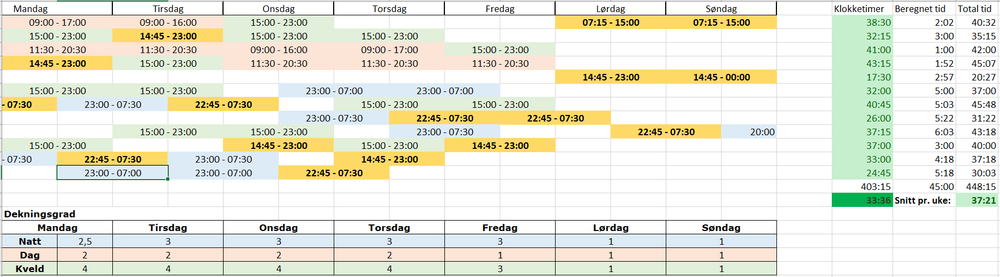 Mandag Tirsdag Onsdag Torsdag Fredag Lørdag Søndag Klokketimer Beregnet tid Total tid
09:00 - 17:00 09:00 - 16:00 15:00 - 23:00 07:15 - 15:00 07:15 - 15:00 38:30 2:02 40:32
15:00 - 23:00 14:45 - 23:00 15:00 - 23:00 15:00 - 23:00 32:15 3:00 35:15
11:30 - 20:30 11:30 - 20:30 09:00 - 16:00 09:00 - 17:00 15:00 - 23:00 41:00 1:00 42:00
14:45 - 23:00 15:00 - 23:00 11:30 - 20:30 11:30 - 20:30 11:30 - 20:30 43:15 1:52 45:07
14:45 - 23:00 14:45 - 00:00 17:30 2:57 20:27
15:00 - 23:00 15:00 - 23:00 23:00 - 07:00 23:00 - 07:00 32:00 5:00 37:00
- 07:30 23:00 - 07:30 22:45 - 07:30 15:00 - 23:00 15:00 - 23:00 40:45 5:03 45:48
23:00 - 07:30 22:45 - 07:30 22:45 - 07:30 26:00 5:22 31:22
15:00 - 23:00 15:00 - 23:00 23:00 - 07:30 22:45 - 07:30 20:00 37:15 6:03 43:18
15:00 - 23:00 14:45 - 23:00 15:00 - 23:00 14:45 - 23:00 37:00 3:00 40:00
- 07:30 22:45 - 07:30 23:00 - 07:30 14:45 - 23:00 33:00 4:18 37:18
23:00 - 07:00 23:00 - 07:00 22:45 - 07:30 24:45 5:18 30:03
403:15 45:00 448:15
33:36 Snitt pr. uke: 37:21
Dekningsgrad
Mandag Tirsdag Onsdag Torsdag Fredag Lørdag Søndag
Natt 2,5 3 3 3 3 1 1
Dag 2 2 2 2 1 1 1
Kveld 4 4 4 4 3 1 1